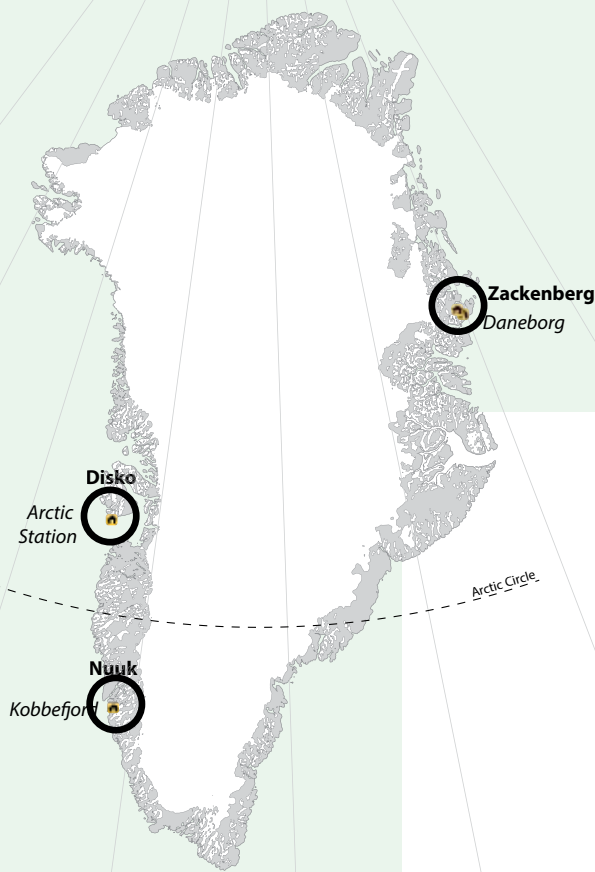 Zackenberg
Daneborg
Disko
Arctic
Station
Arctic Circle
Nuuk
Kobbefjord